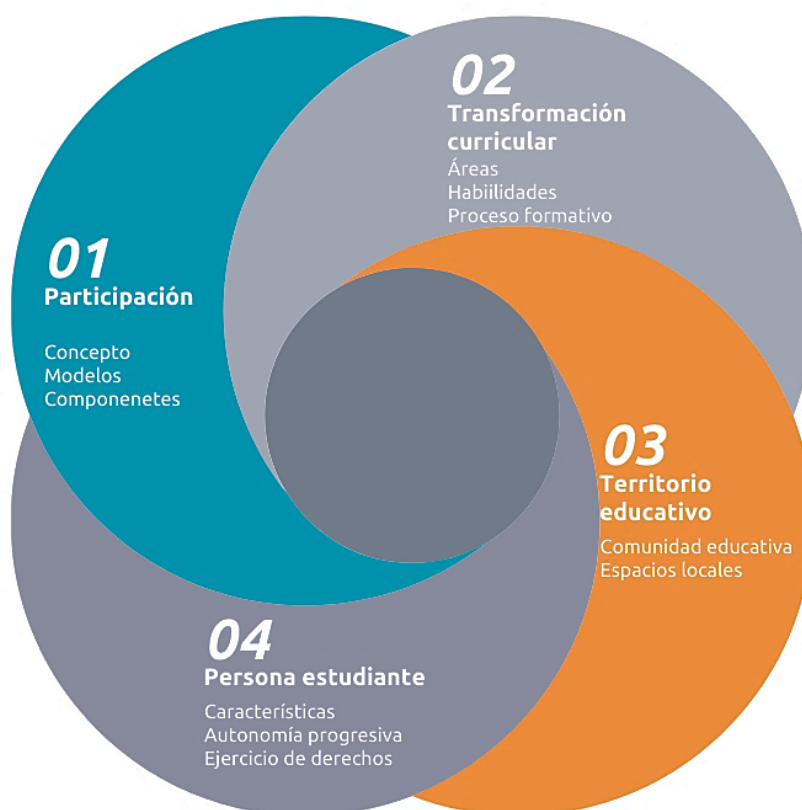 01
Participación
Concepto
Modelos
Componenetes
02
Transformación
curricular
Áreas
Habiilidades
Proceso formativo
03
Territorio
educativo
Comunidad educativa
Espacios locales
04
Persona estudiante
Características
Autonomía progresiva
Ejercicio de derechos